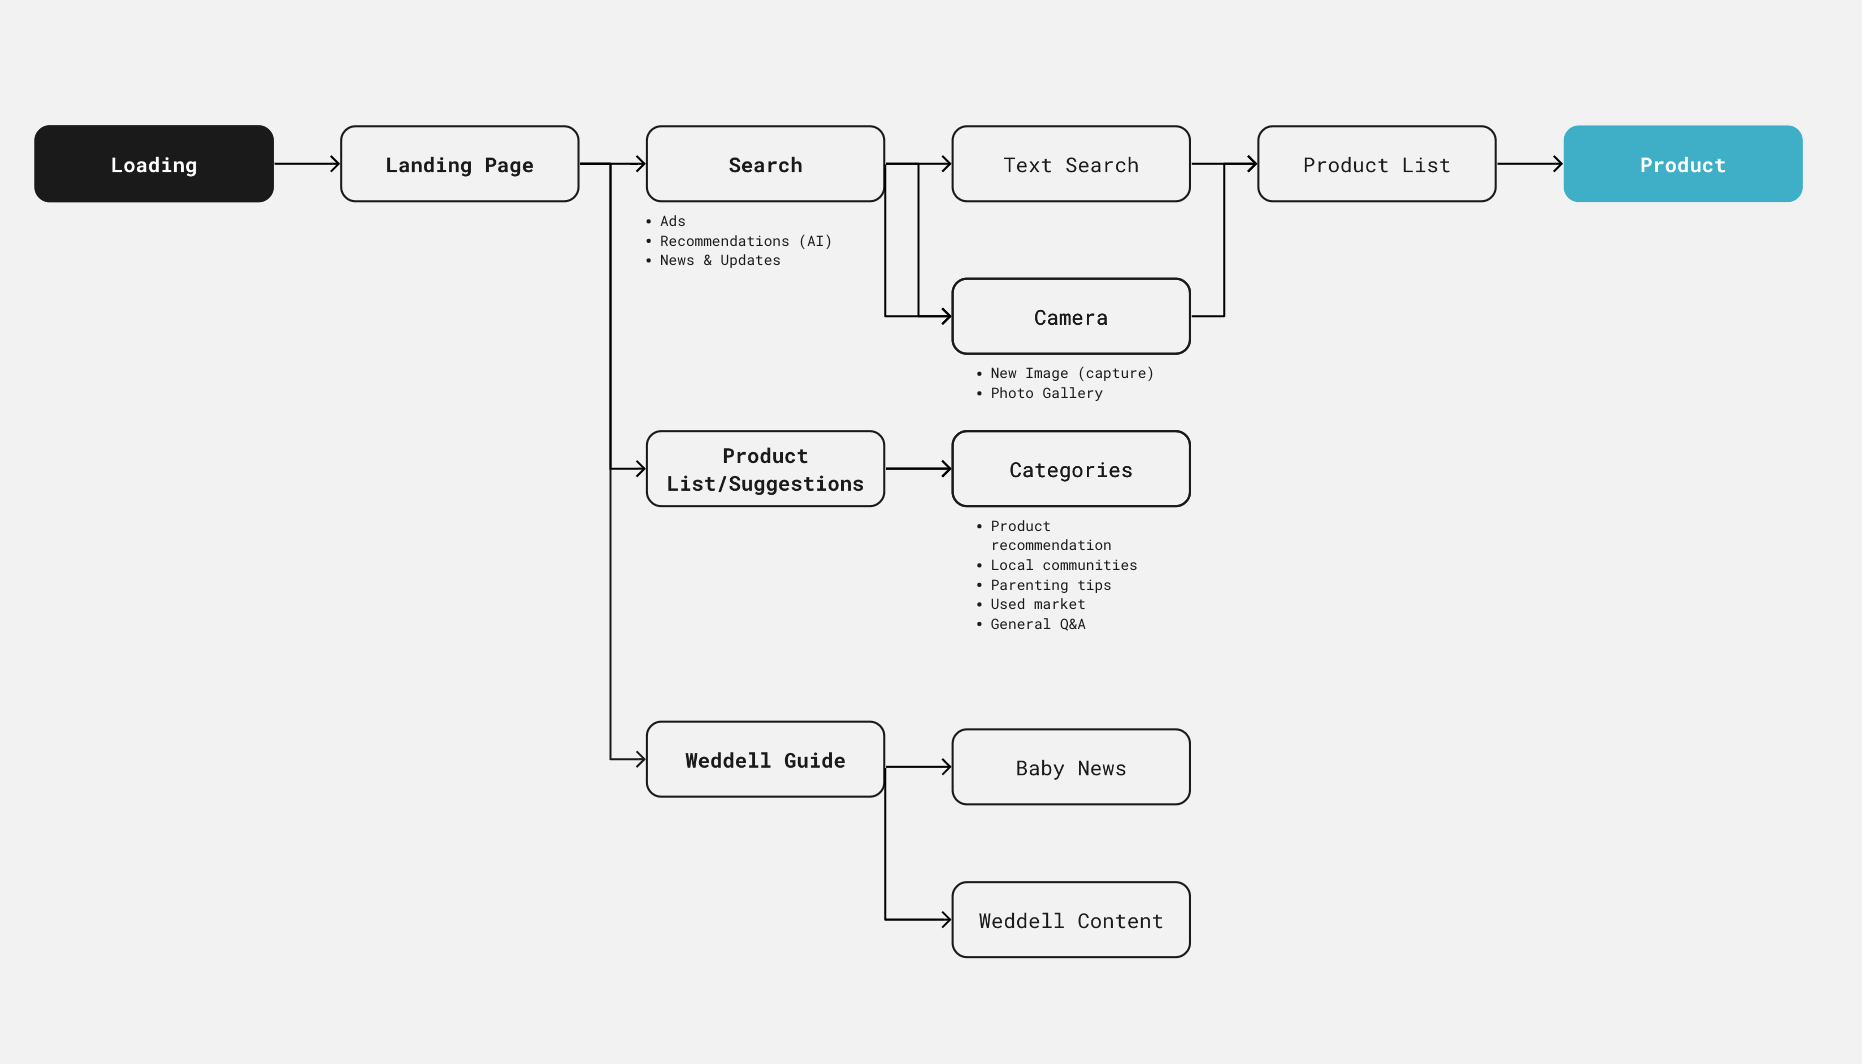 Loading
Landing Page
Search
Text Search
Product List
Product
• Ads
• Recommendations (AI)
• News & Updates
Camera
• New Image (capture)
• Photo Gallery
Product
List/Suggestions
Categories
• Product
recommendation
• Local communities
• Parenting tips
• Used market
• General Q&A
Weddell Guide
Baby News
Weddell Content